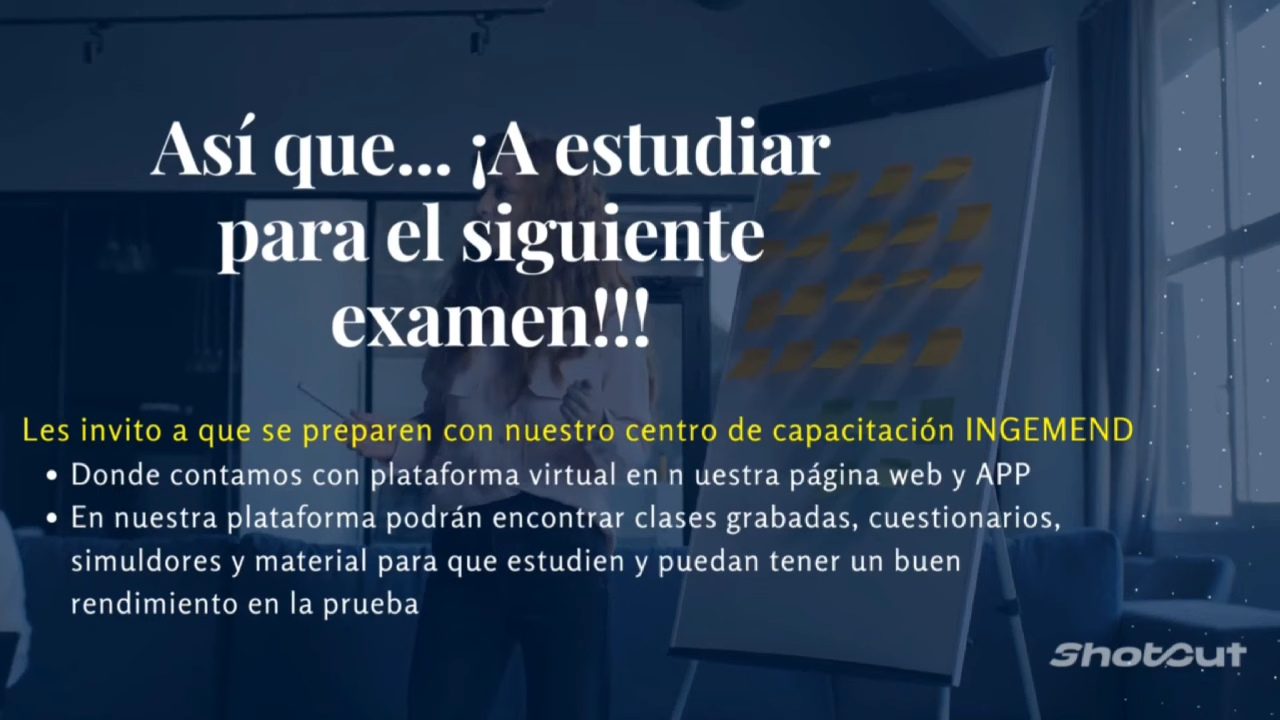 Así que... ¡A estudiar
para el siguiente
examen!!!
Les invito a que se preparen con nuestro centro de capacitación INGEMEND
• Donde contamos con plataforma virtual en n uestra página web y APP
• En nuestra plataforma podrán encontrar clases grabadas, cuestionarios,
simuldores y material para que estudien y puedan tener un buen
rendimiento en la prueba
ShotCut